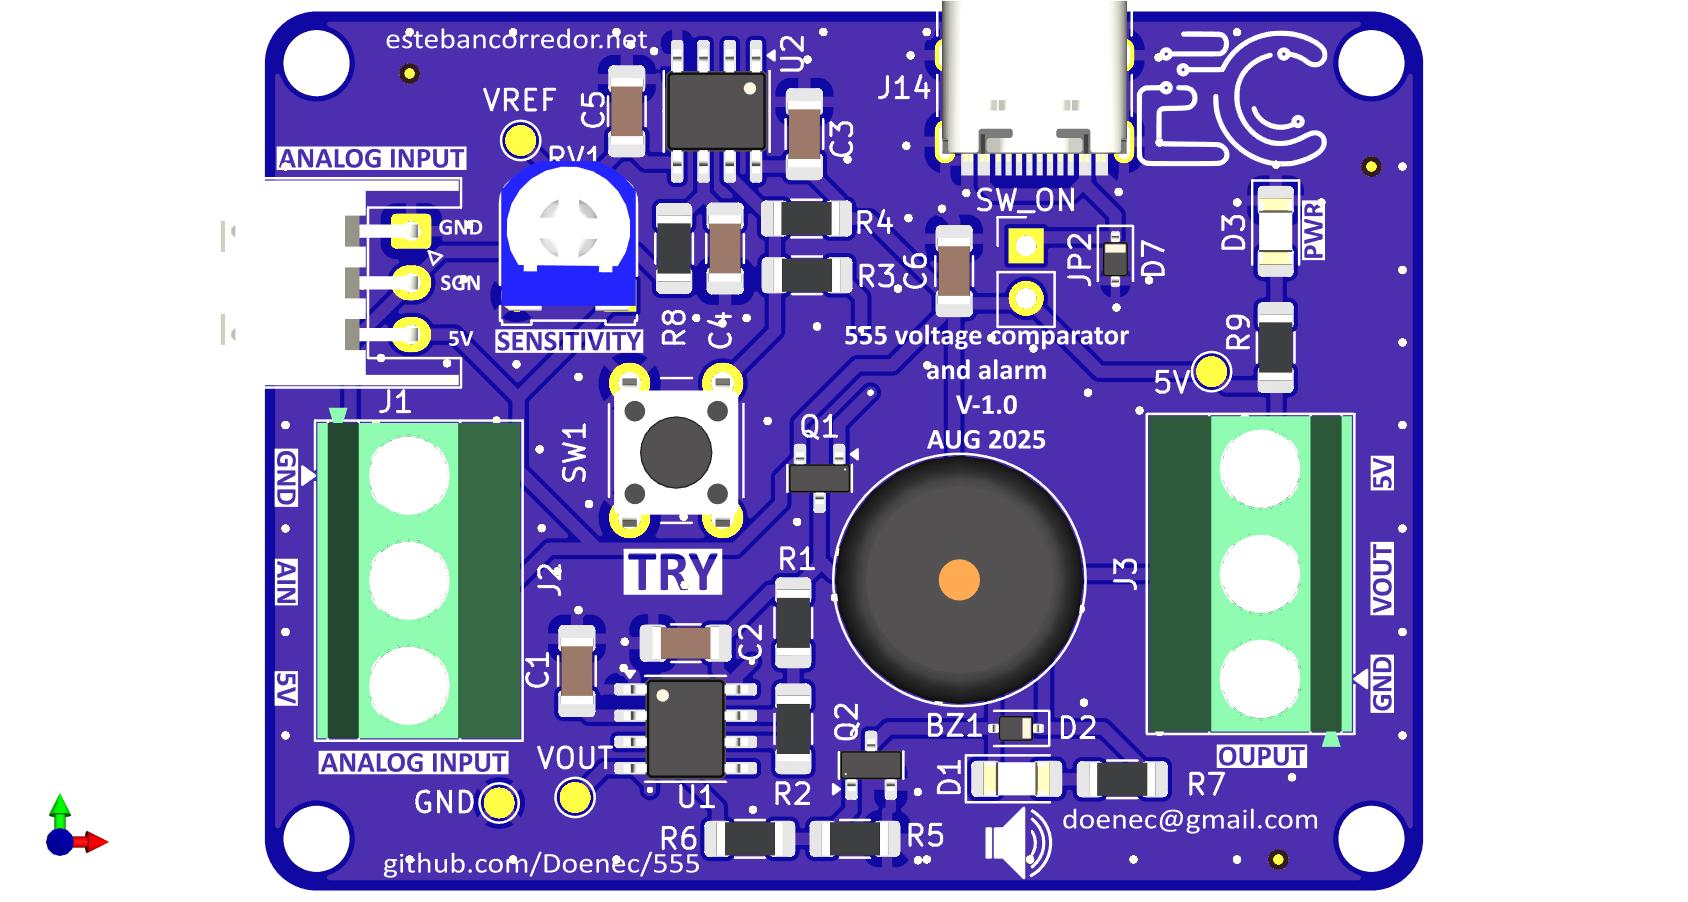 estebancorredor.net
U2
J14
VREF
C5
C3
RV1
ANALOG INPUT
SW_ON
GND
R4
D3
PWR
JP2
D7
C6
R3
SGN
R8
C4
5V
SENSITIVITY
555 voltage comparator
and alarm
V-1.0
AUG 2025
R9
5V
J1
Q1
SW1
GND
AIN
5V
J2
TRY
R1
J3
5V
VOUT
GND
C1
C2
Q2
BZ1
D2
ANALOG INPUT
VOUT
OUPUT
D1
R7
GND
U1
R2
doenec@gmail.com
R6
R5
github.com/Doenec/555